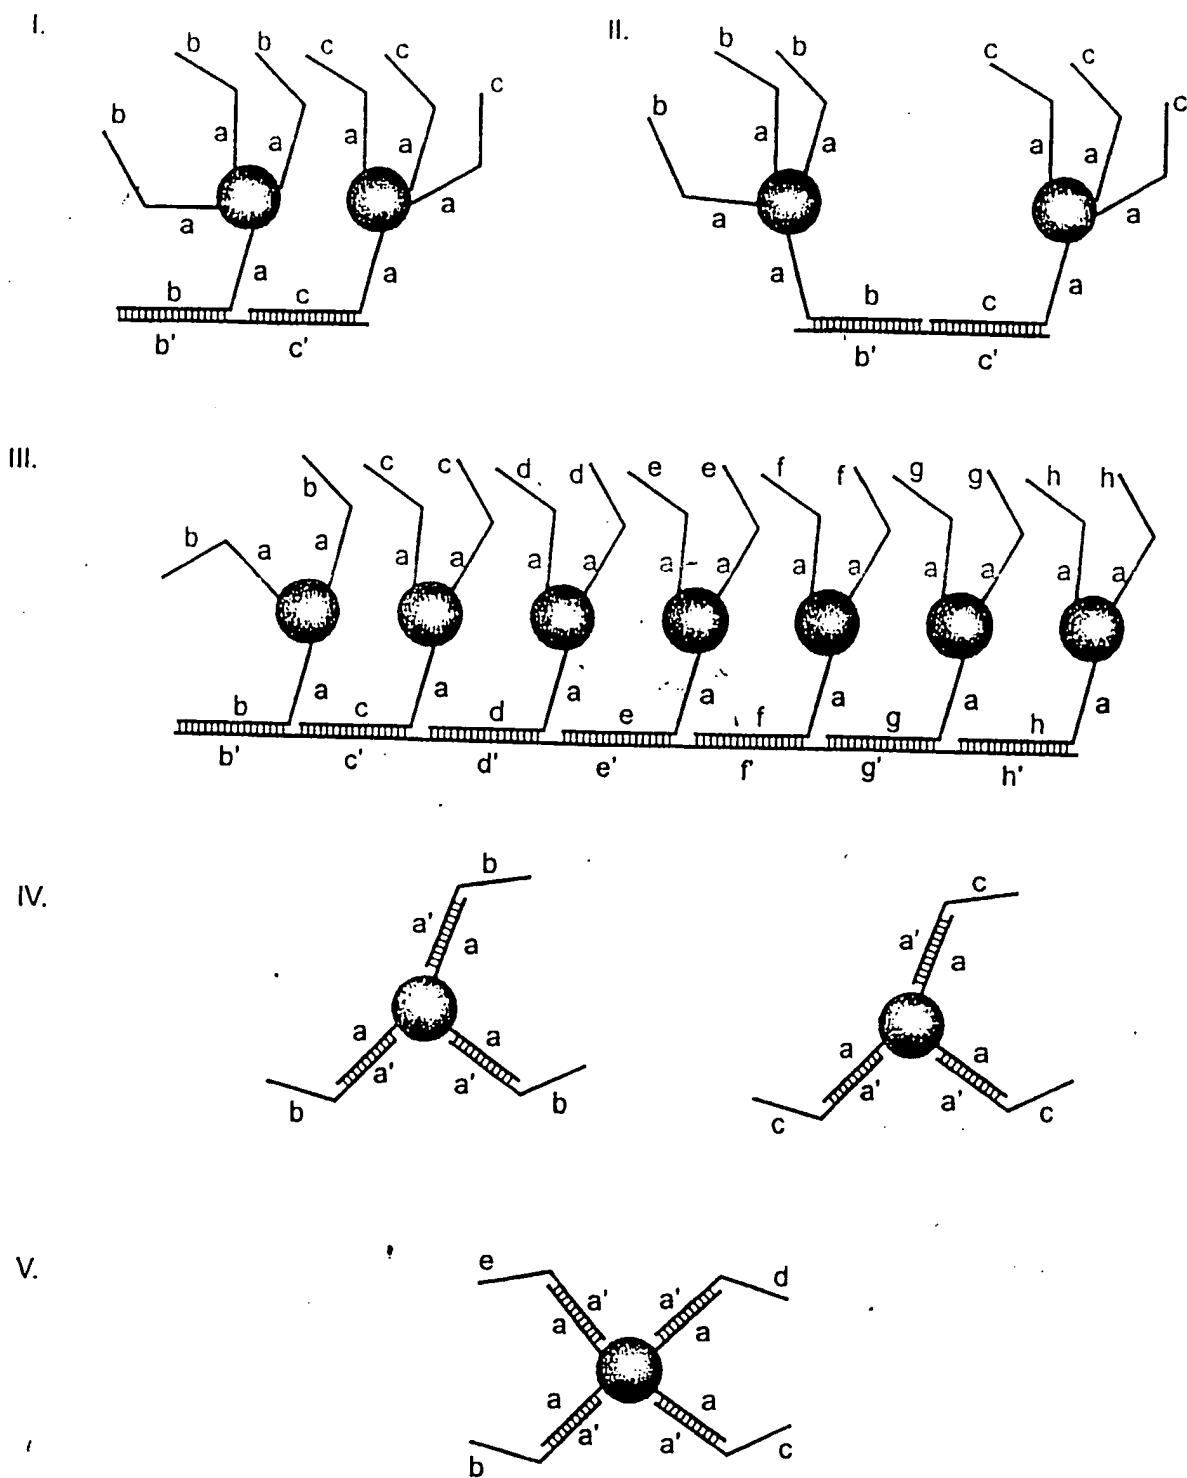 I.
b b c c c
b
a a a a
a a
a a
b c
b' c'
II.
b b c c
b c
a a a a
a a
a a
b c
b' c'
III.
b c c d d e e f f g g h h
b a a a a a a a a a a a a a a
a a a a a a a
b c d e f g h
b' c' d' e' f' g' h'
IV.
b c
a' a a' a
a a a a
a' a' a' a'
b b c c
V.
e d
a' a'
a a
a a
a' a'
b c